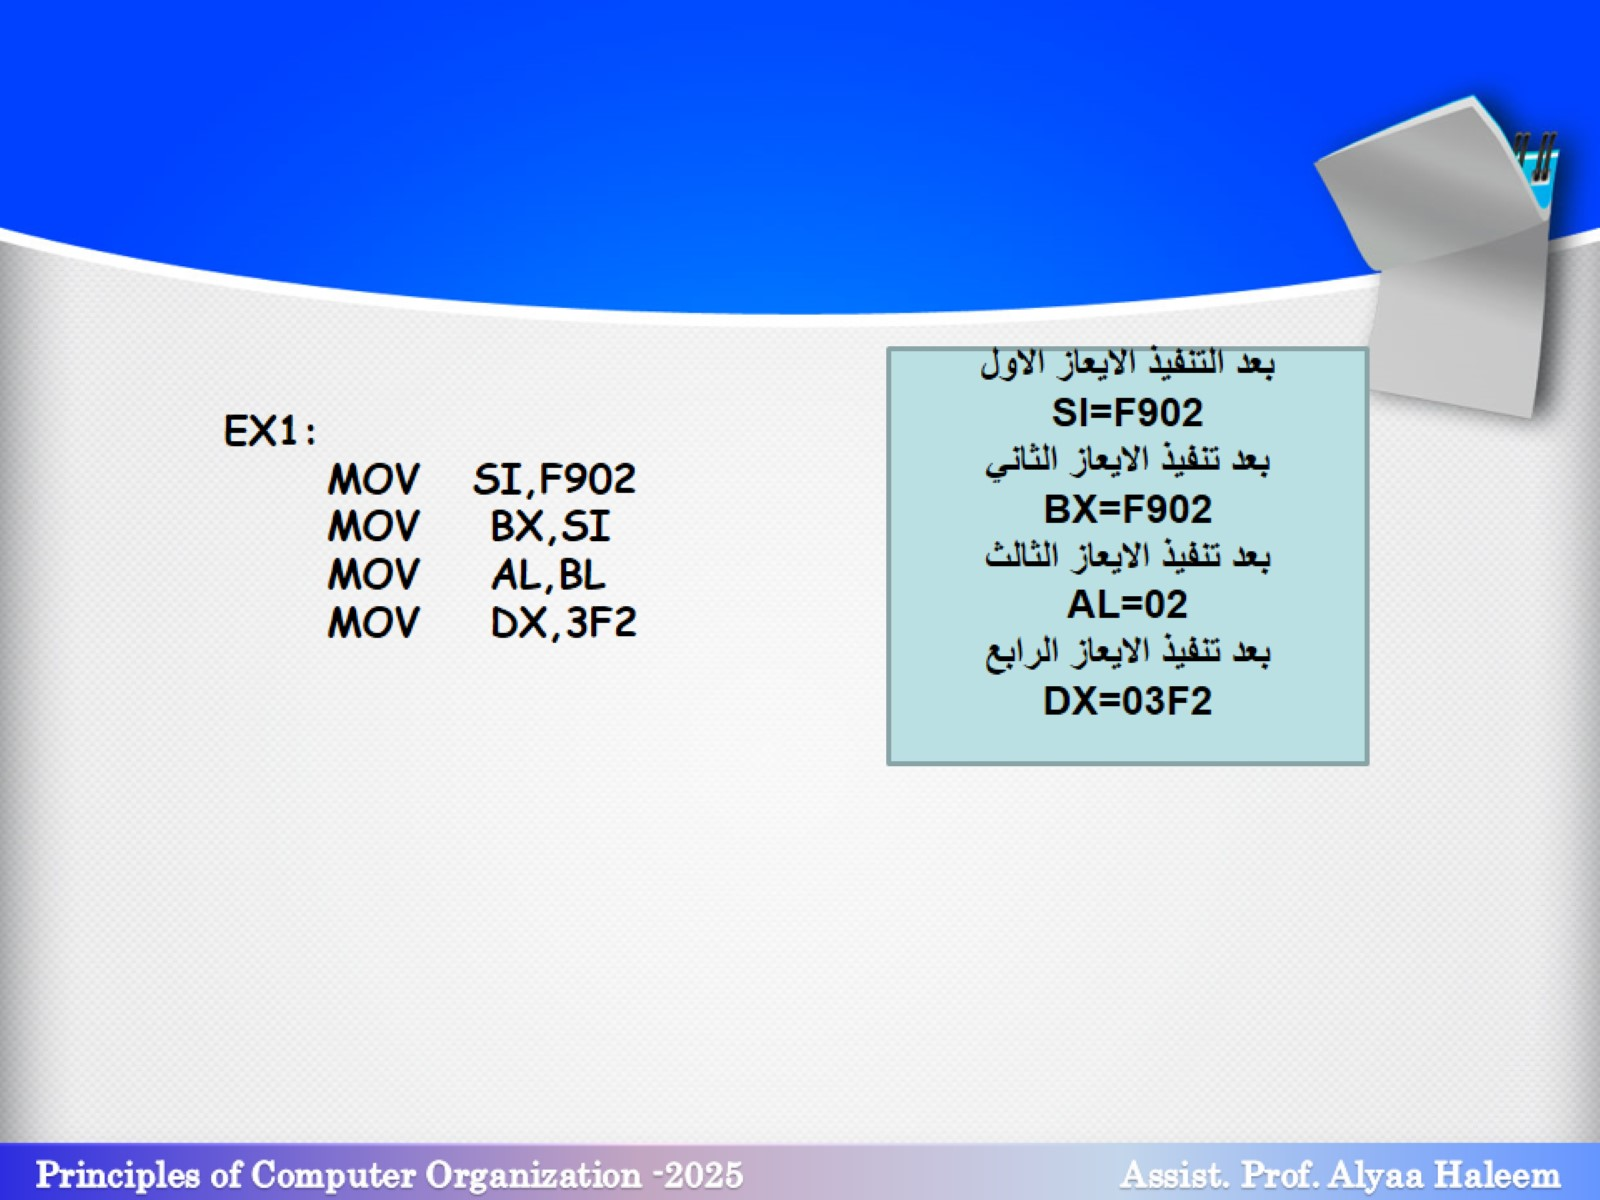 EX1:
MOV SI,F902
MOV BX,SI
MOV AL,BL
MOV DX,3F2
بعد التنفيذ الايعاز الاول
SI=F902
بعد تنفيذ الايعاز الثاني
BX=F902
بعد تنفيذ الايعاز الثالث
AL=02
بعد تنفيذ الايعاز الرابع
DX=03F2
Principles of Computer Organization -2025
Assist. Prof. Alyaa Haleem